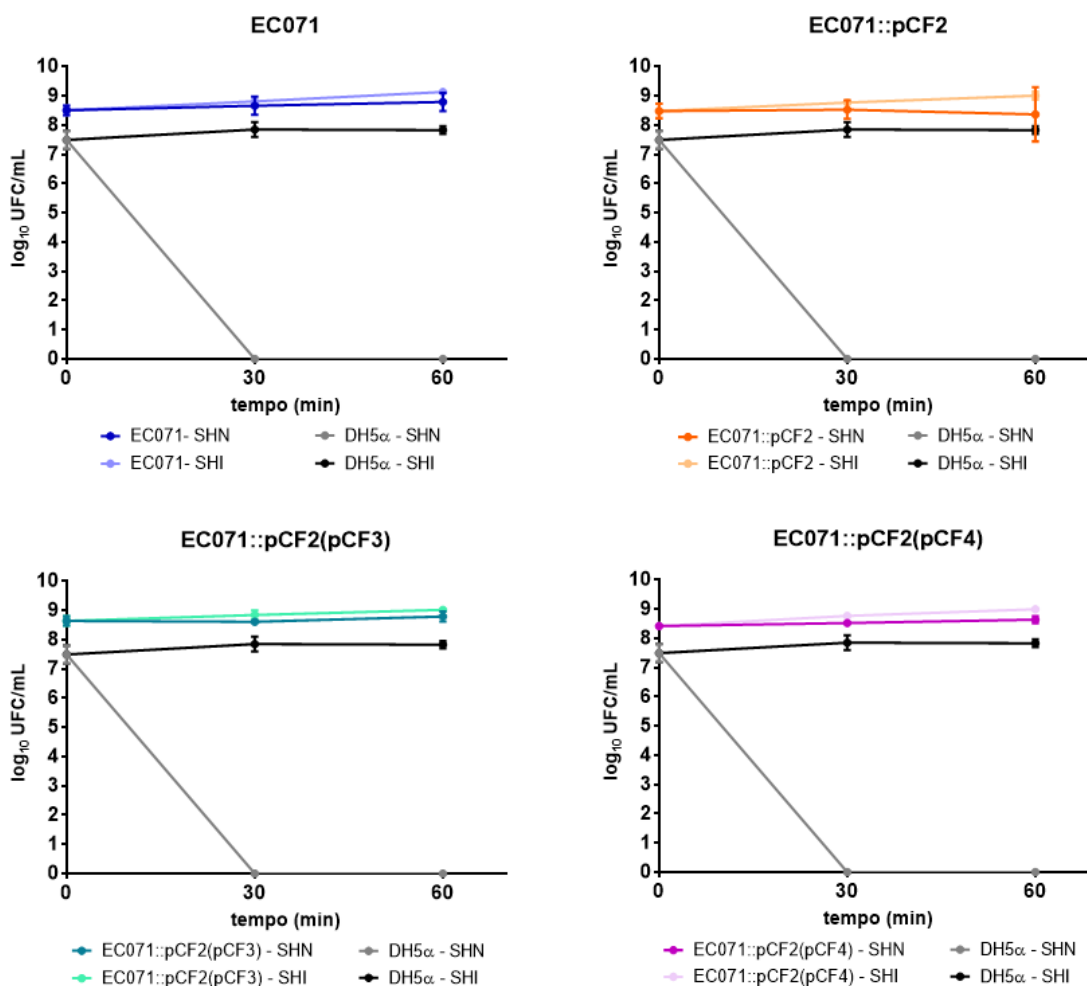 EC071
log10 UFC/mL
10
9
8
7
6
5
4
3
2
1
0
0 30 60
tempo (min)
EC071- SHN DH5α - SHN
EC071- SHI DH5α - SHI
EC071::pCF2
log10 UFC/mL
10
9
8
7
6
5
4
3
2
1
0
0 30 60
tempo (min)
EC071::pCF2 - SHN DH5α - SHN
EC071::pCF2 - SHI DH5α - SHI
EC071::pCF2(pCF3)
log10 UFC/mL
10
9
8
7
6
5
4
3
2
1
0
0 30 60
tempo (min)
EC071::pCF2(pCF3) - SHN DH5α - SHN
EC071::pCF2(pCF3) - SHI DH5α - SHI
EC071::pCF2(pCF4)
log10 UFC/mL
10
9
8
7
6
5
4
3
2
1
0
0 30 60
tempo (min)
EC071::pCF2(pCF4) - SHN DH5α - SHN
EC071::pCF2(pCF4) - SHI DH5α - SHI